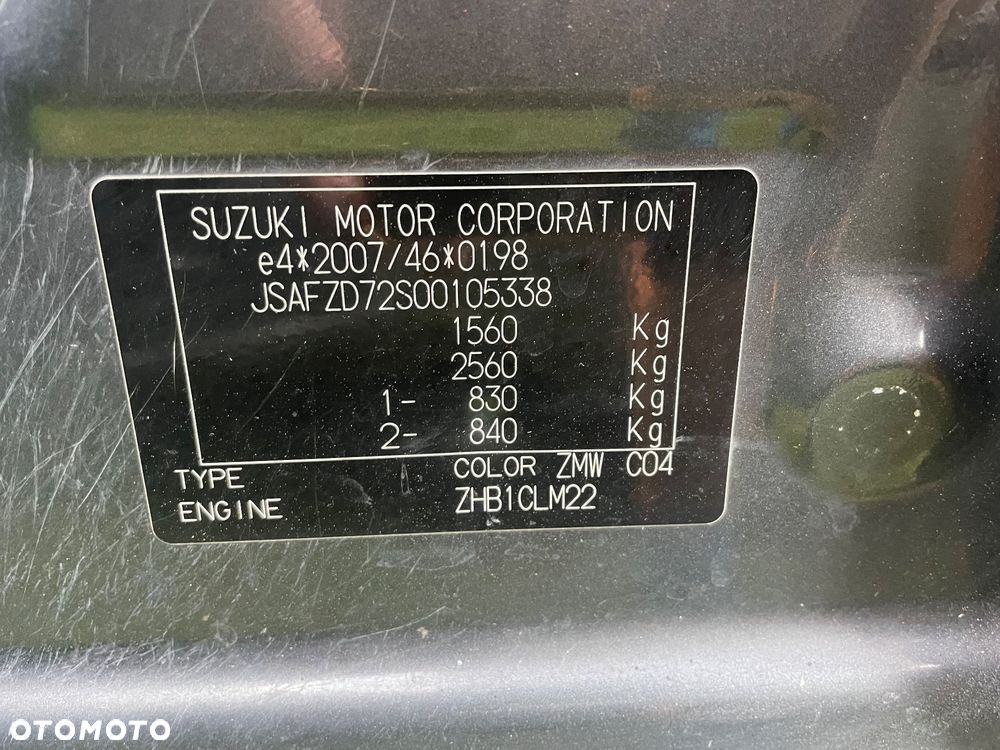 SUZUKI MOTOR CORPORATION
e4*2007/46*0198
JSAFZD72S00105338
1560 Kg
2560 Kg
1- 830 Kg
2- 840 Kg
TYPE COLOR ZMW C04
ENGINE ZHB1CLM22
OTOMOTO